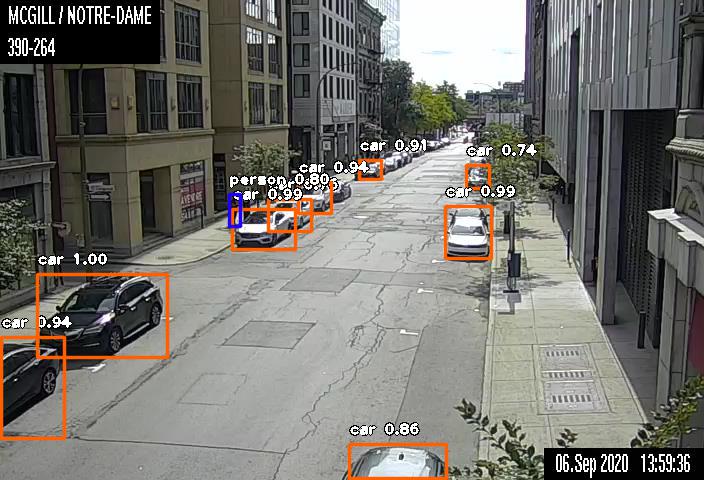 MCGILL / NOTRE-DAME
390-264
car 0.91
car 0.74
car 0.94
person 0.80
car 0.99
car 0.99
car 1.00
car 0.94
car 0.86
06.Sep 2020 13:59:36